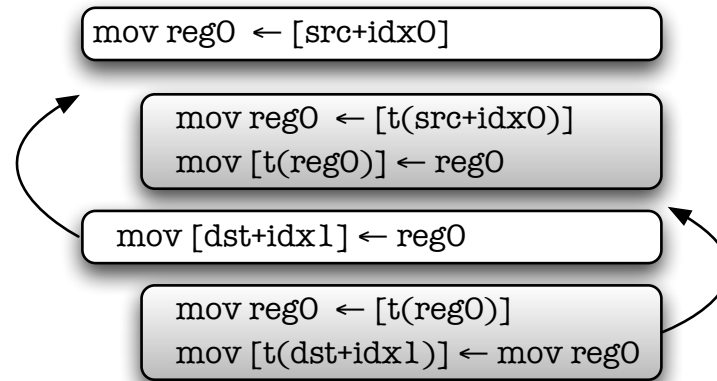 mov reg0 ← [src+idx0]
mov reg0 ← [t(src+idx0)]
mov [t(reg0)] ← reg0
mov [dst+idx1] ← reg0
mov reg0 ← [t(reg0)]
mov [t(dst+idx1)] ← mov reg0